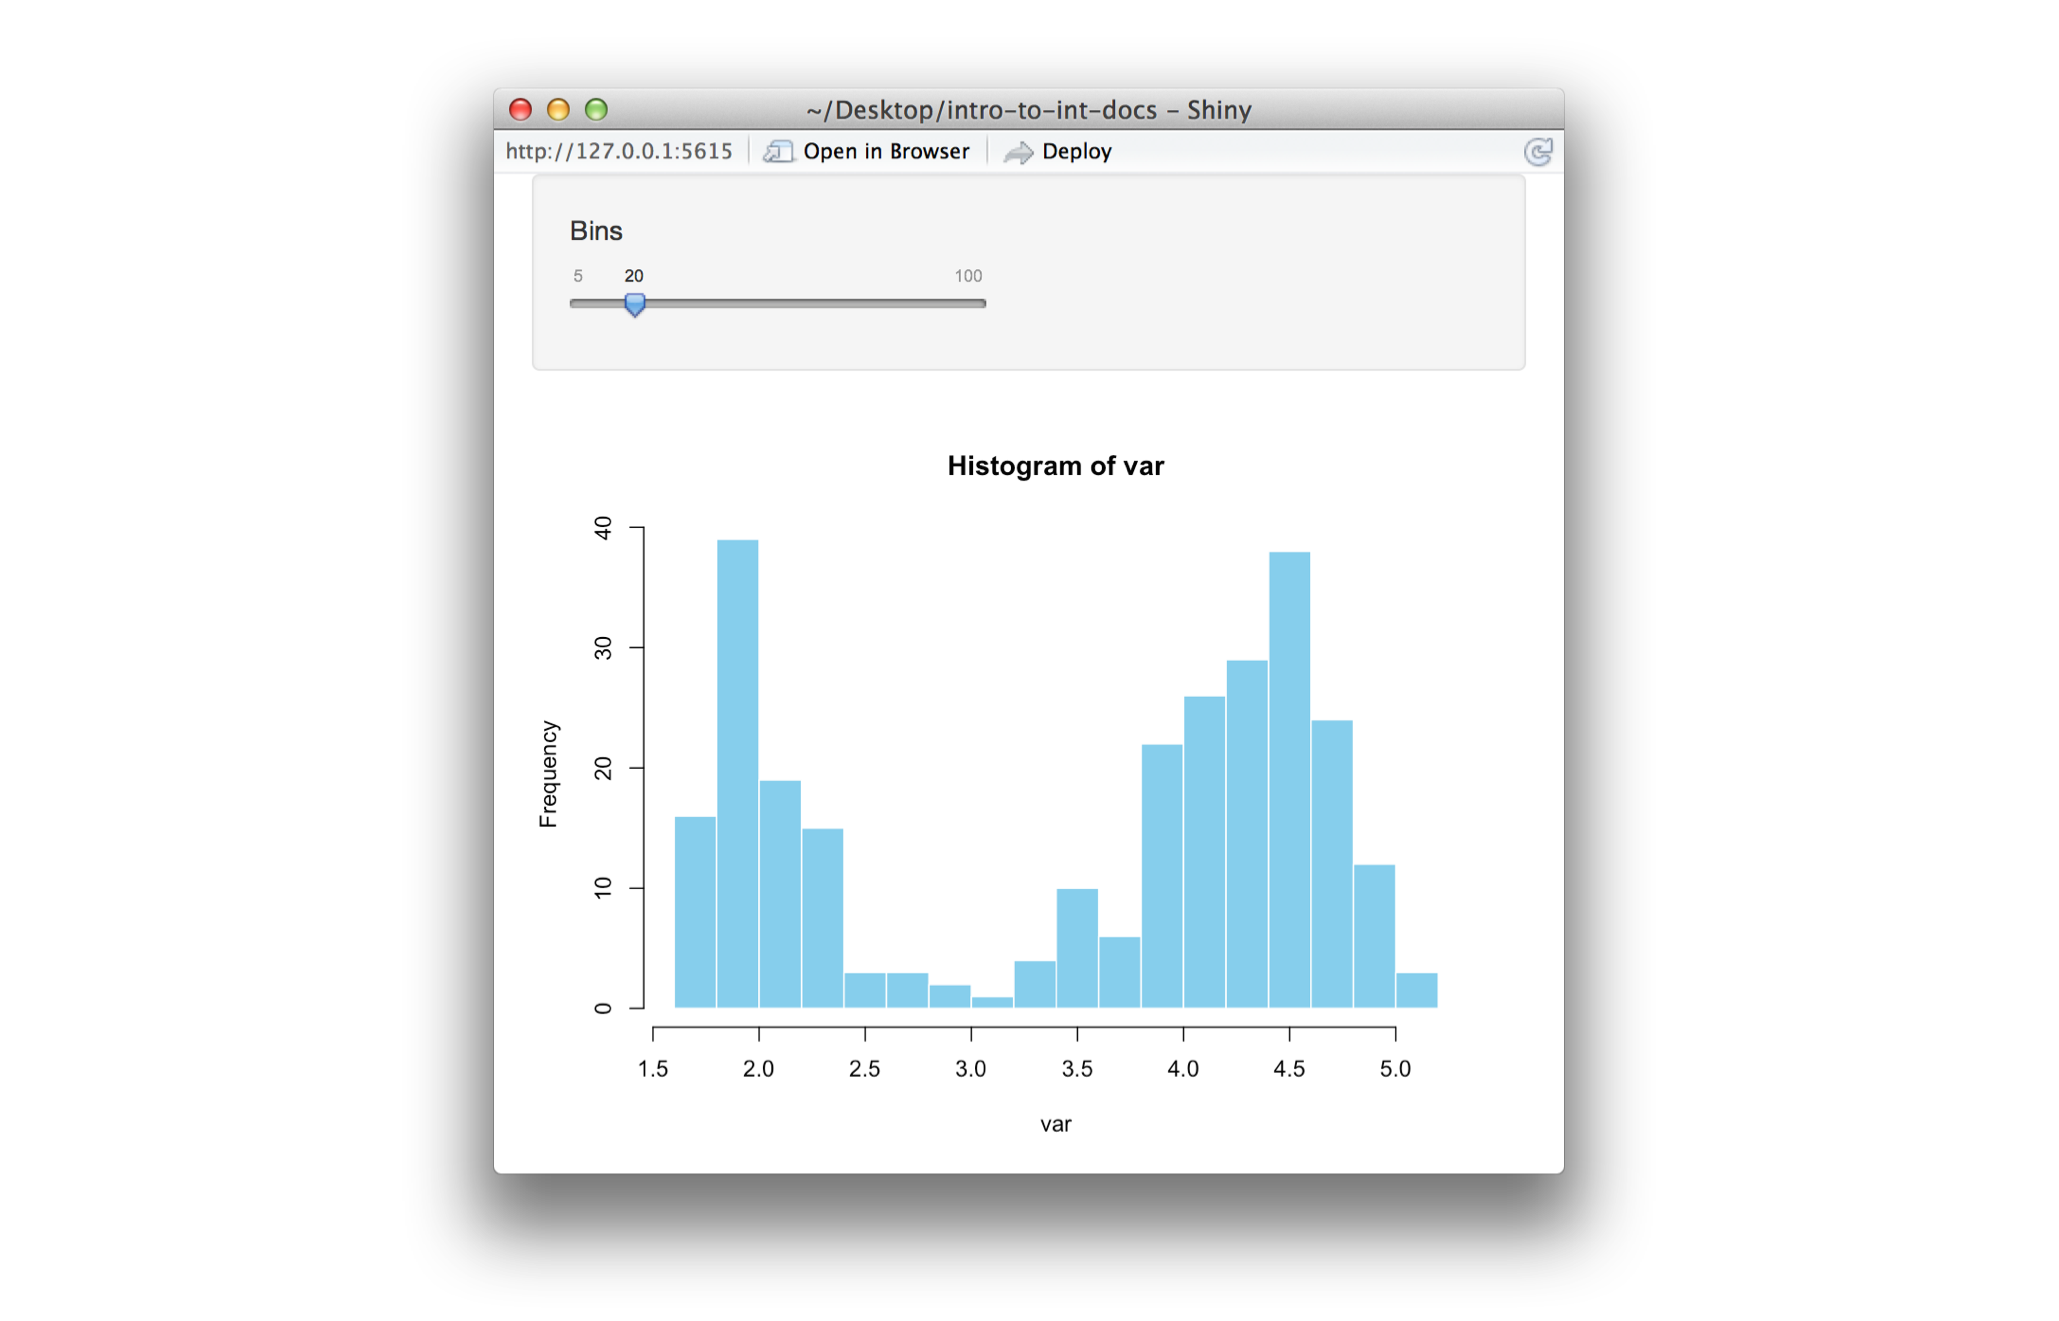 ~/Desktop/intro-to-int-docs - Shiny
http://127.0.0.1:5615 Open in Browser Deploy
Bins
5 20 100
Histogram of var
Frequency
40
30
20
10
0
1.5 2.0 2.5 3.0 3.5 4.0 4.5 5.0
var